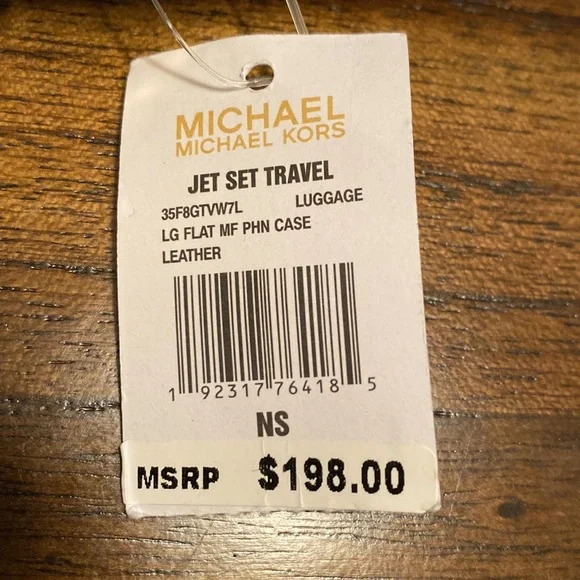 MICHAEL
MICHAEL KORS
JET SET TRAVEL
35F8GTVW7L LUGGAGE
LG FLAT MF PHN CASE
LEATHER
1 92317 76418 5
NS
MSRP $198.00